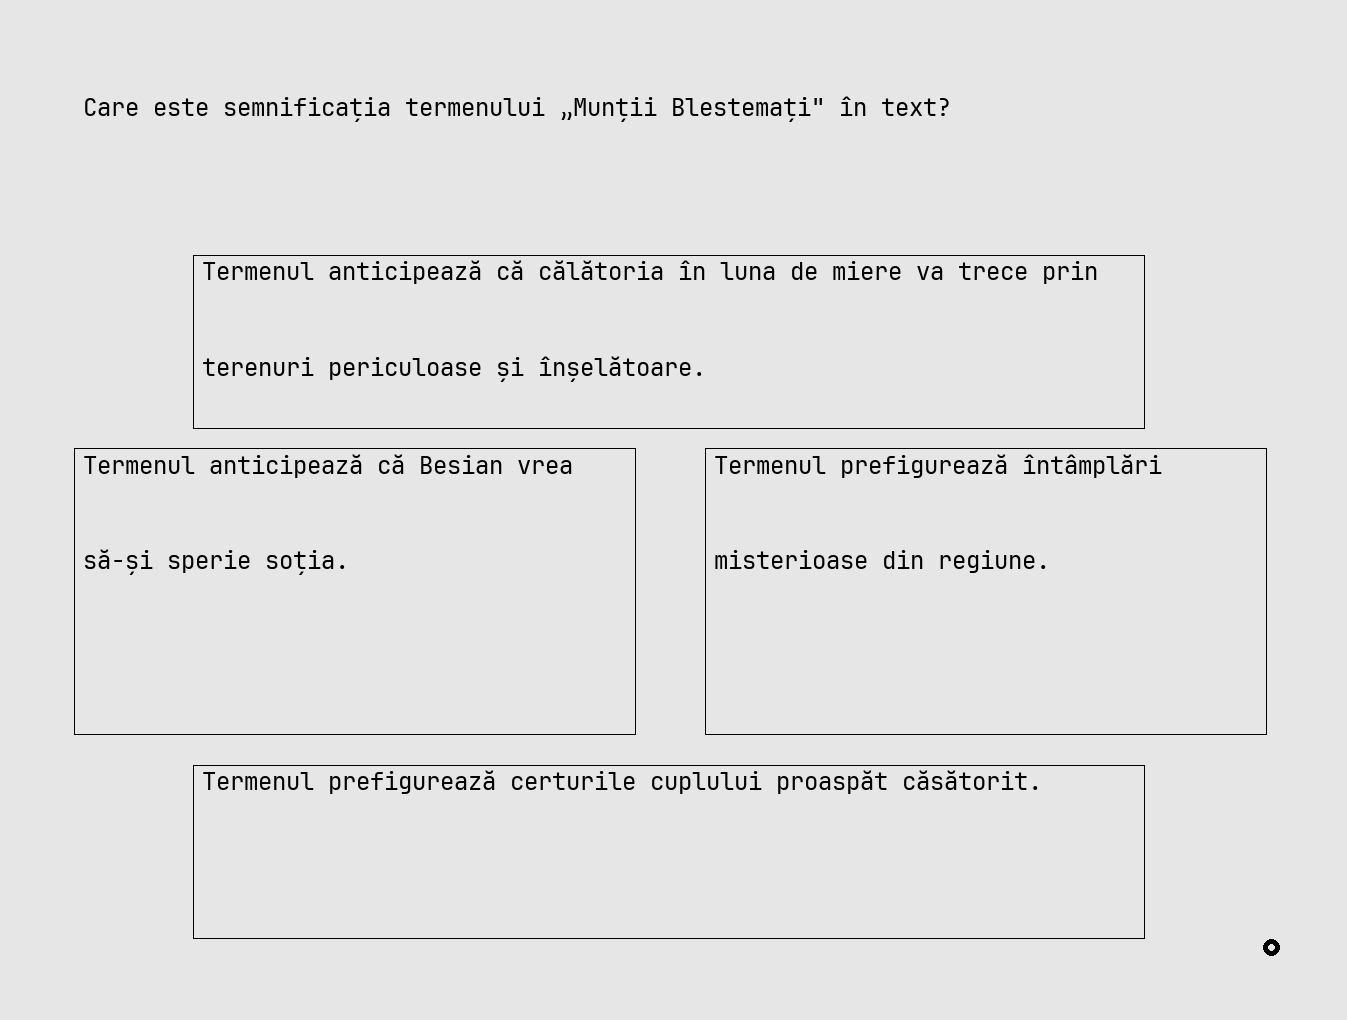 Care este semnificația termenului „Munții Blestemați" în text?
Termenul anticipează că călătoria în luna de miere va trece prin
terenuri periculoase și înșelătoare.
Termenul anticipează că Besian vrea
să-și sperie soția.
Termenul prefigurează întâmplări
misterioase din regiune.
Termenul prefigurează certurile cuplului proaspăt căsătorit.